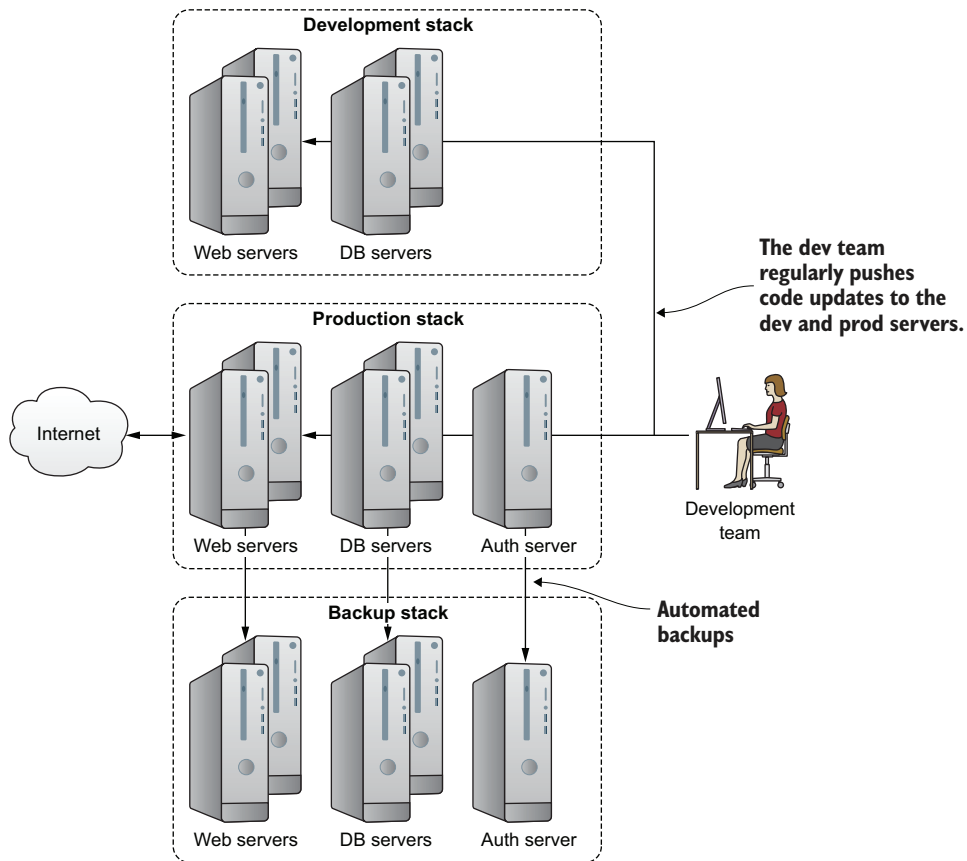 Development stack
Web servers
DB servers
The dev team
regularly pushes
code updates to the
dev and prod servers.
Production stack
Internet
Web servers
DB servers
Auth server
Development
team
Backup stack
Automated
backups
Web servers
DB servers
Auth server